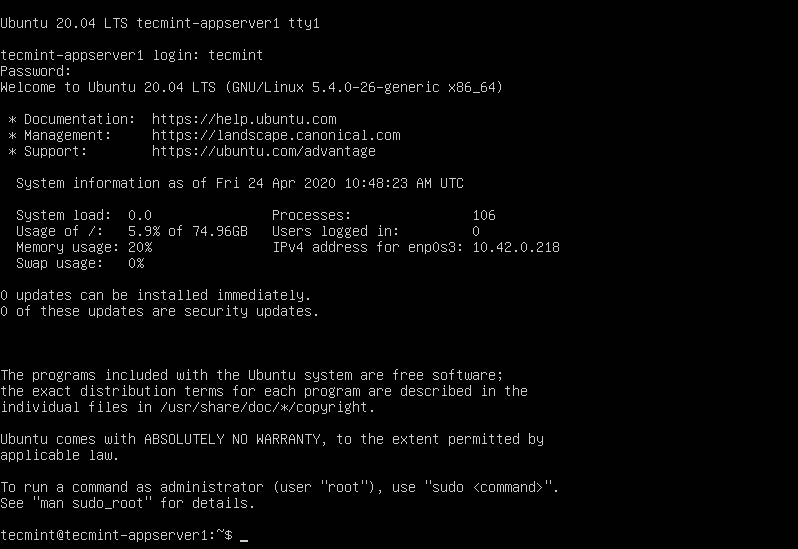 Ubuntu 20.04 LTS tecmint-appserver1 tty1
tecmint-appserver1 login: tecmint
Password:
Welcome to Ubuntu 20.04 LTS (GNU/Linux 5.4.0-26-generic x86_64)
* Documentation:  https://help.ubuntu.com
* Management:     https://landscape.canonical.com
* Support:        https://ubuntu.com/advantage
System information as of Fri 24 Apr 2020 10:48:23 AM UTC
System load:  0.0               Processes:               106
Usage of /:   5.9% of 74.96GB   Users logged in:         0
Memory usage: 20%               IPv4 address for enp0s3: 10.42.0.218
Swap usage:   0%
0 updates can be installed immediately.
0 of these updates are security updates.
The programs included with the Ubuntu system are free software;
the exact distribution terms for each program are described in the
individual files in /usr/share/doc/*/copyright.
Ubuntu comes with ABSOLUTELY NO WARRANTY, to the extent permitted by
applicable law.
To run a command as administrator (user "root"), use "sudo <command>".
See "man sudo_root" for details.
tecmint@tecmint-appserver1:~$ _